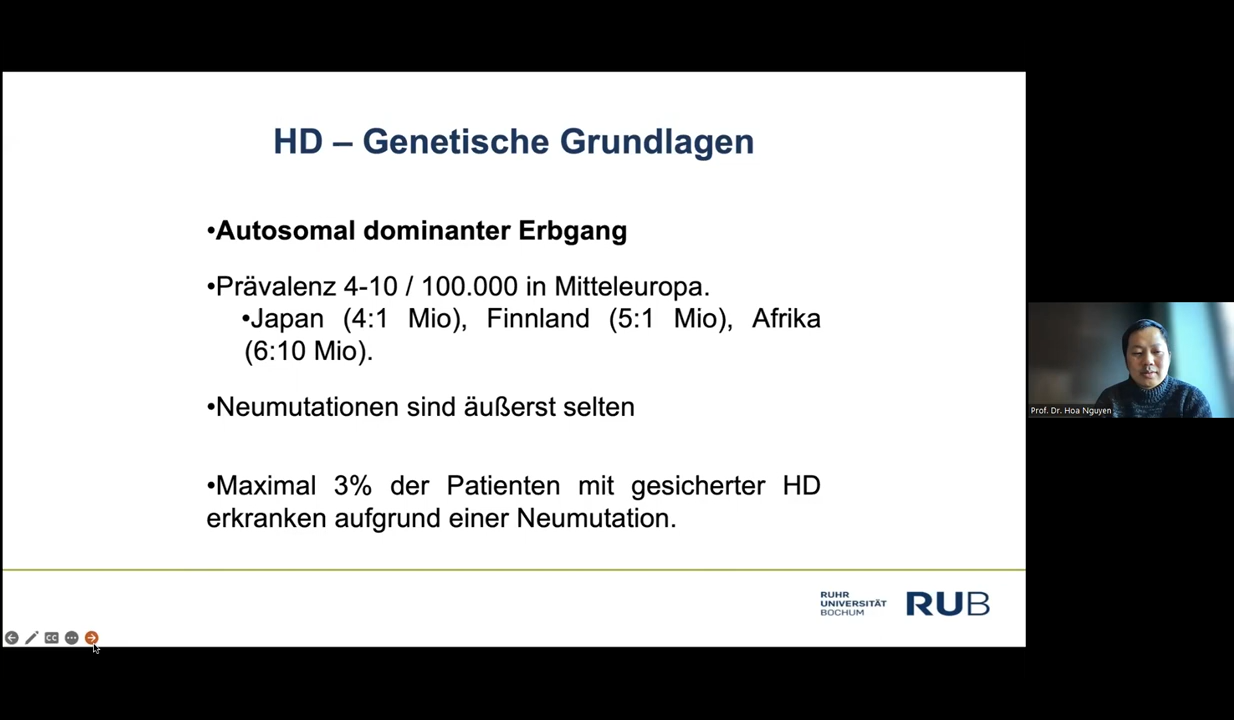 HD – Genetische Grundlagen
•Autosomal dominanter Erbgang
•Prävalenz 4-10 / 100.000 in Mitteleuropa.
•Japan (4:1 Mio), Finnland (5:1 Mio), Afrika
(6:10 Mio).
•Neumutationen sind äußerst selten
•Maximal 3% der Patienten mit gesicherter HD
erkranken aufgrund einer Neumutation.
RUHR
UNIVERSITÄT
BOCHUM
RUB
CC
Prof. Dr. Hoa Nguyen